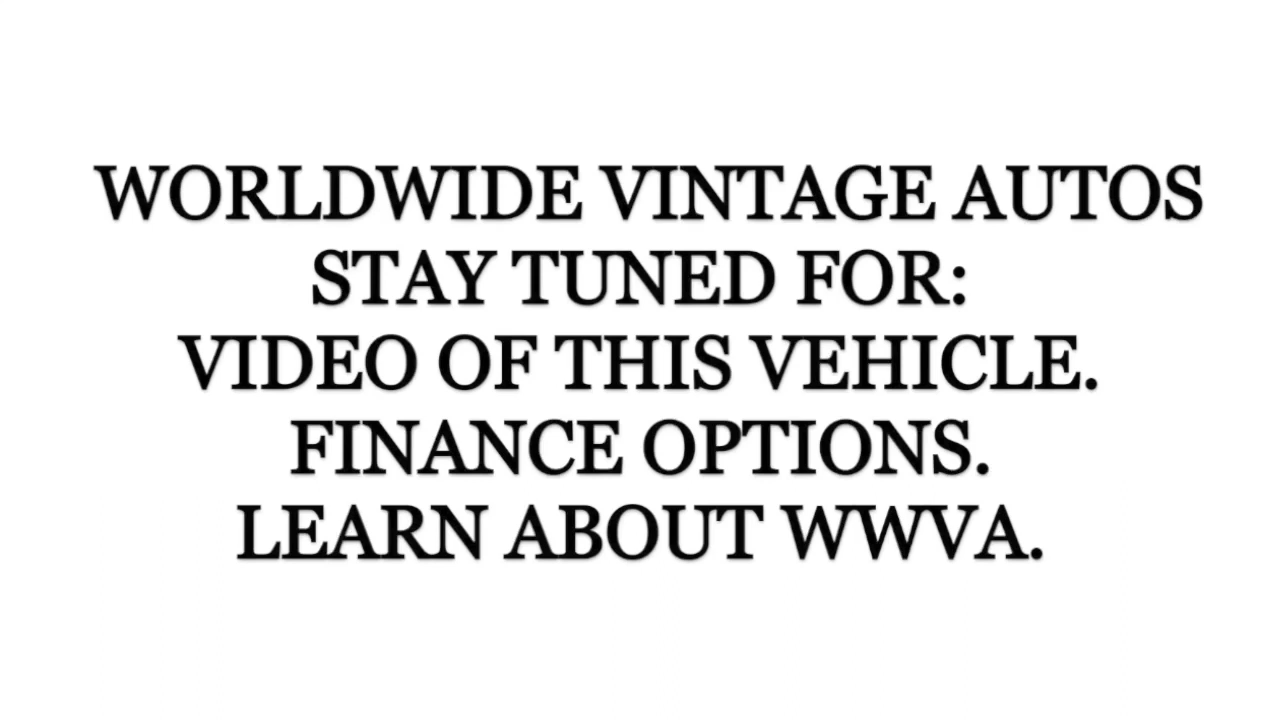 WORLDWIDE VINTAGE AUTOS
STAY TUNED FOR:
VIDEO OF THIS VEHICLE.
FINANCE OPTIONS.
LEARN ABOUT WWVA.